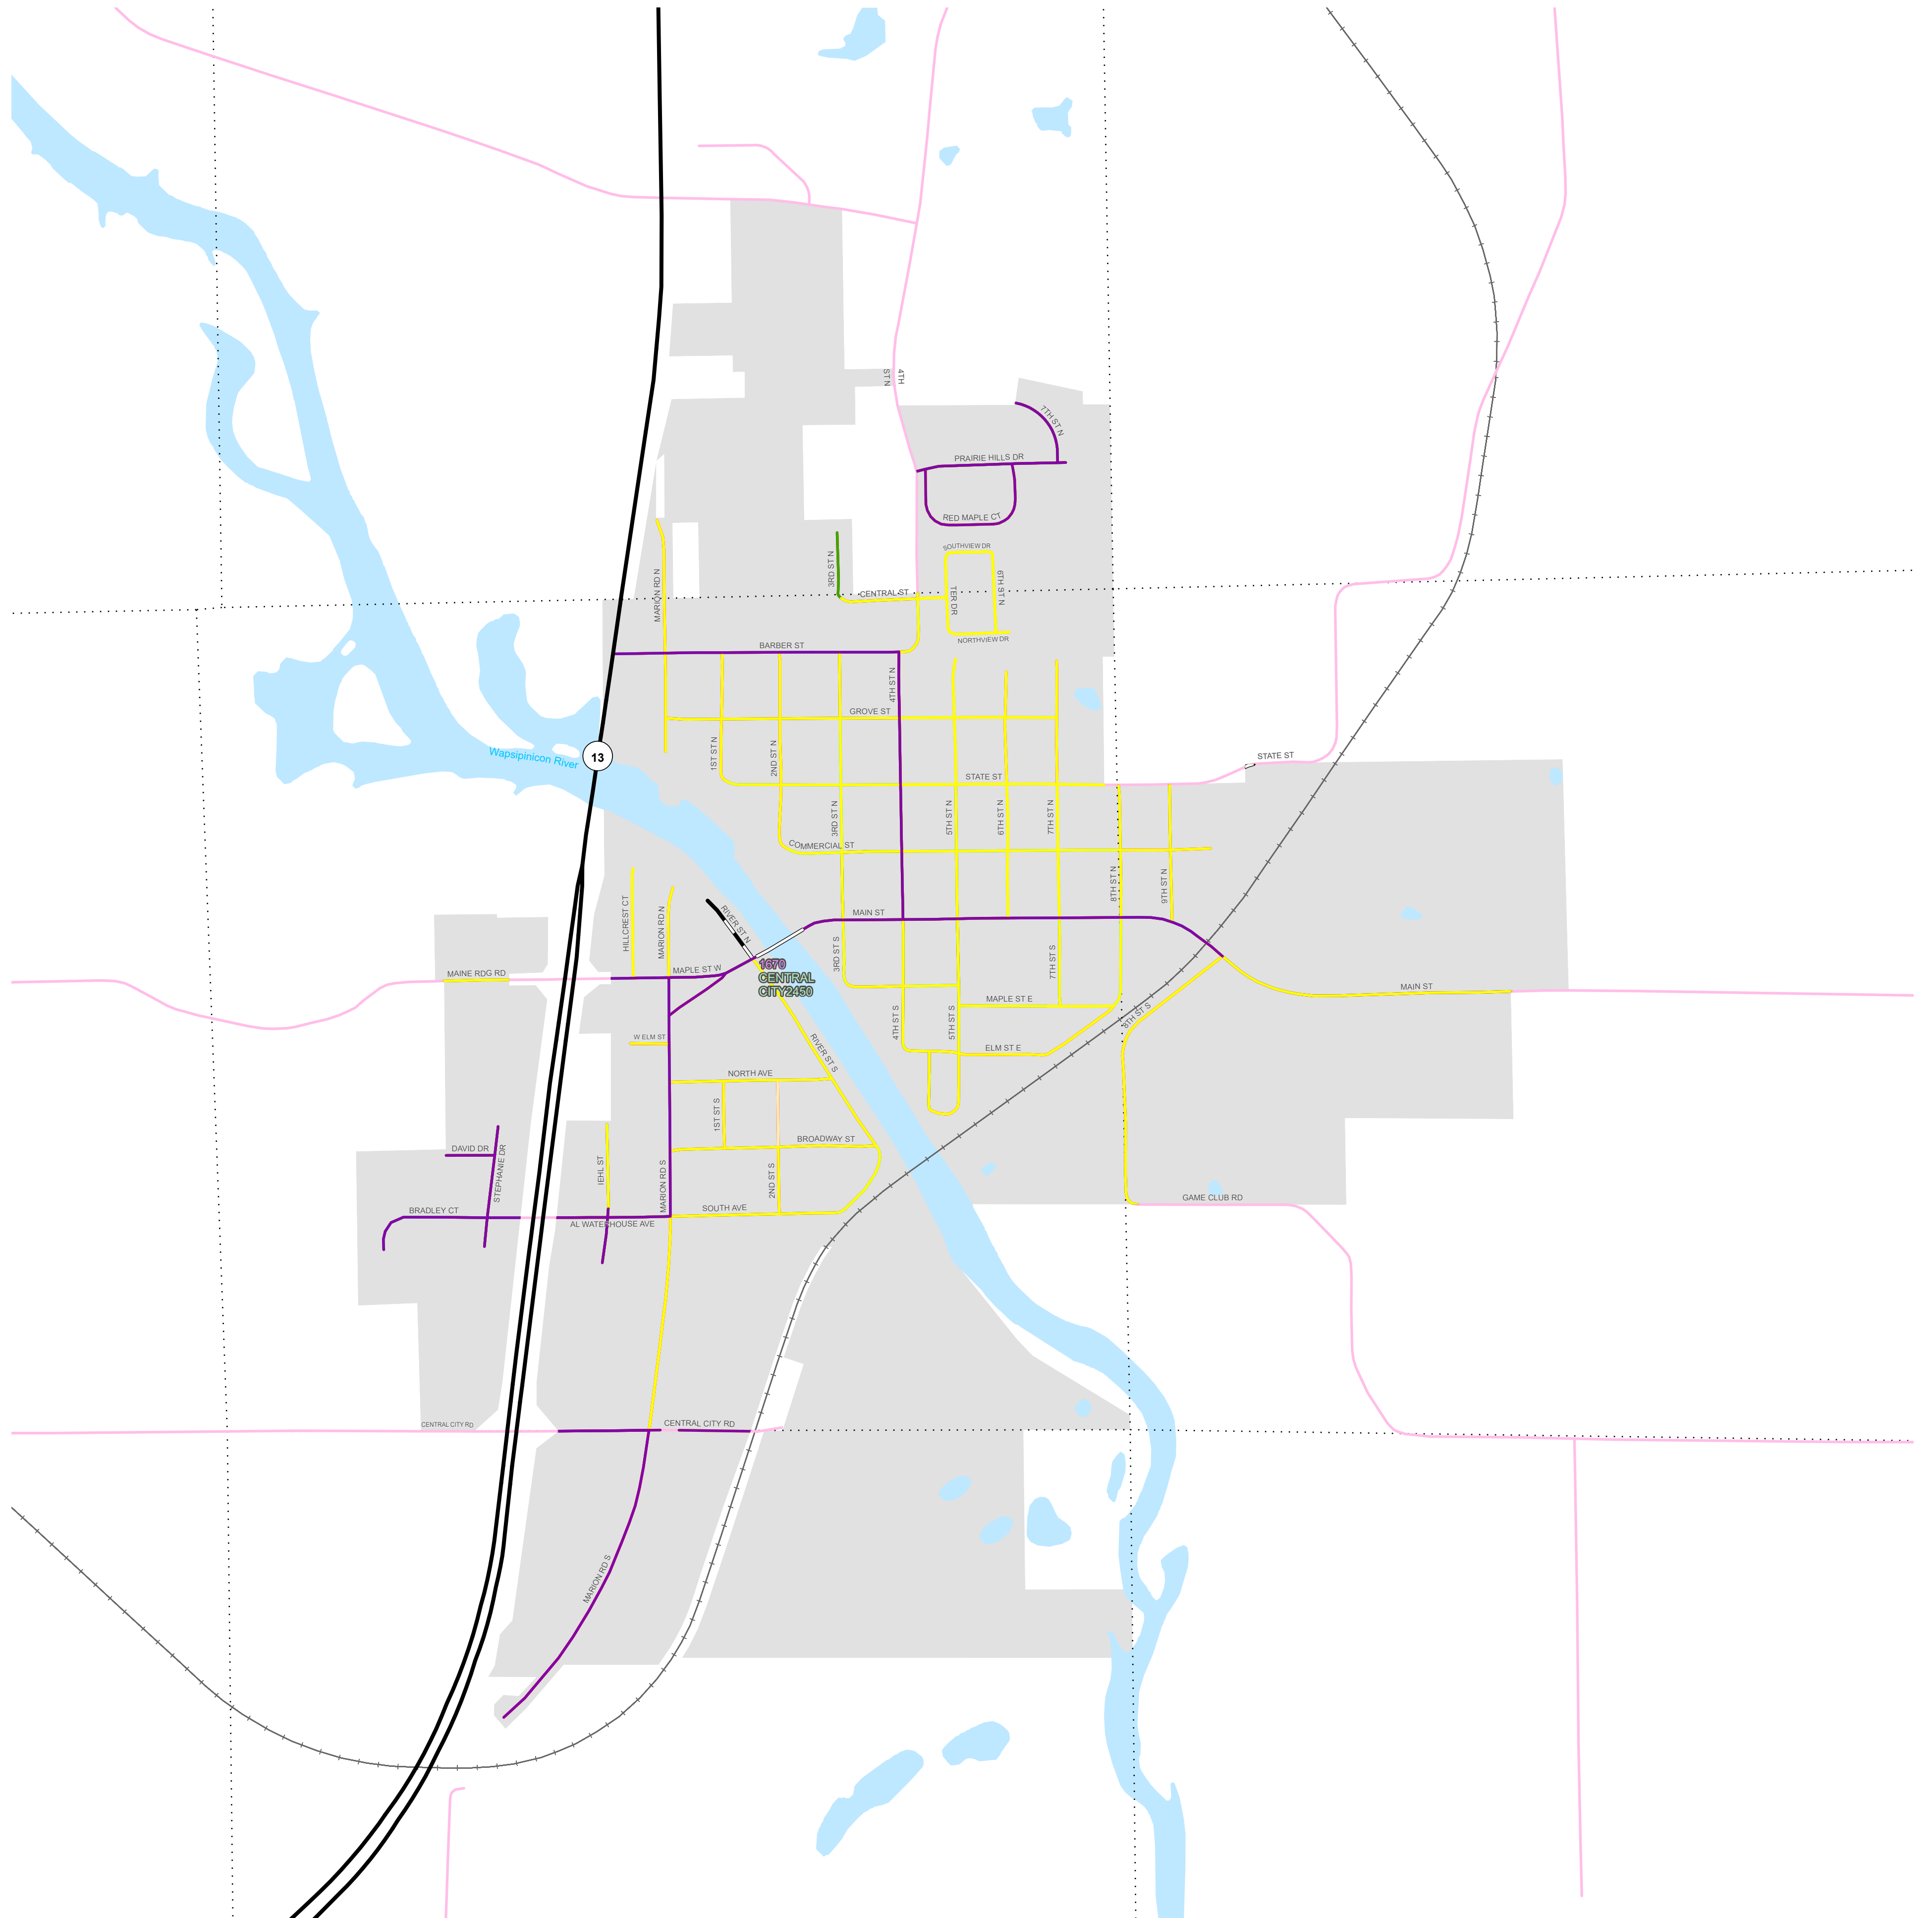 4TH
ST N
7TH ST N
PRAIRIE HILLS DR
RED MAPLE CT
SOUTHVIEW DR
3RD ST N
6TH ST N
MARION RD N
CENTRAL ST
TER DR
NORTHVIEW DR
BARBER ST
4TH ST N
GROVE ST
Wapsipinicon River
13
1ST ST N
2ND ST N
STATE ST
STATE ST
3RD ST N
5TH ST N
6TH ST N
7TH ST N
COMMERCIAL ST
8TH ST N
9TH ST N
HILLCREST CT
MARION RD N
RIVER ST N
MAIN ST
3RD ST S
7TH ST S
MAINE RDG RD
MAPLE ST W
1670
CENTRAL
CITY2450
MAIN ST
MAPLE ST E
4TH ST S
5TH ST S
8TH ST S
W ELM ST
RIVER ST S
ELM ST E
NORTH AVE
1ST ST S
DAVID DR
STEPHANIE DR
IEHL ST
MARION RD S
BROADWAY ST
2ND ST S
GAME CLUB RD
BRADLEY CT
AL WATERHOUSE AVE
SOUTH AVE
CENTRAL CITY RD
CENTRAL CITY RD
MARION RD S